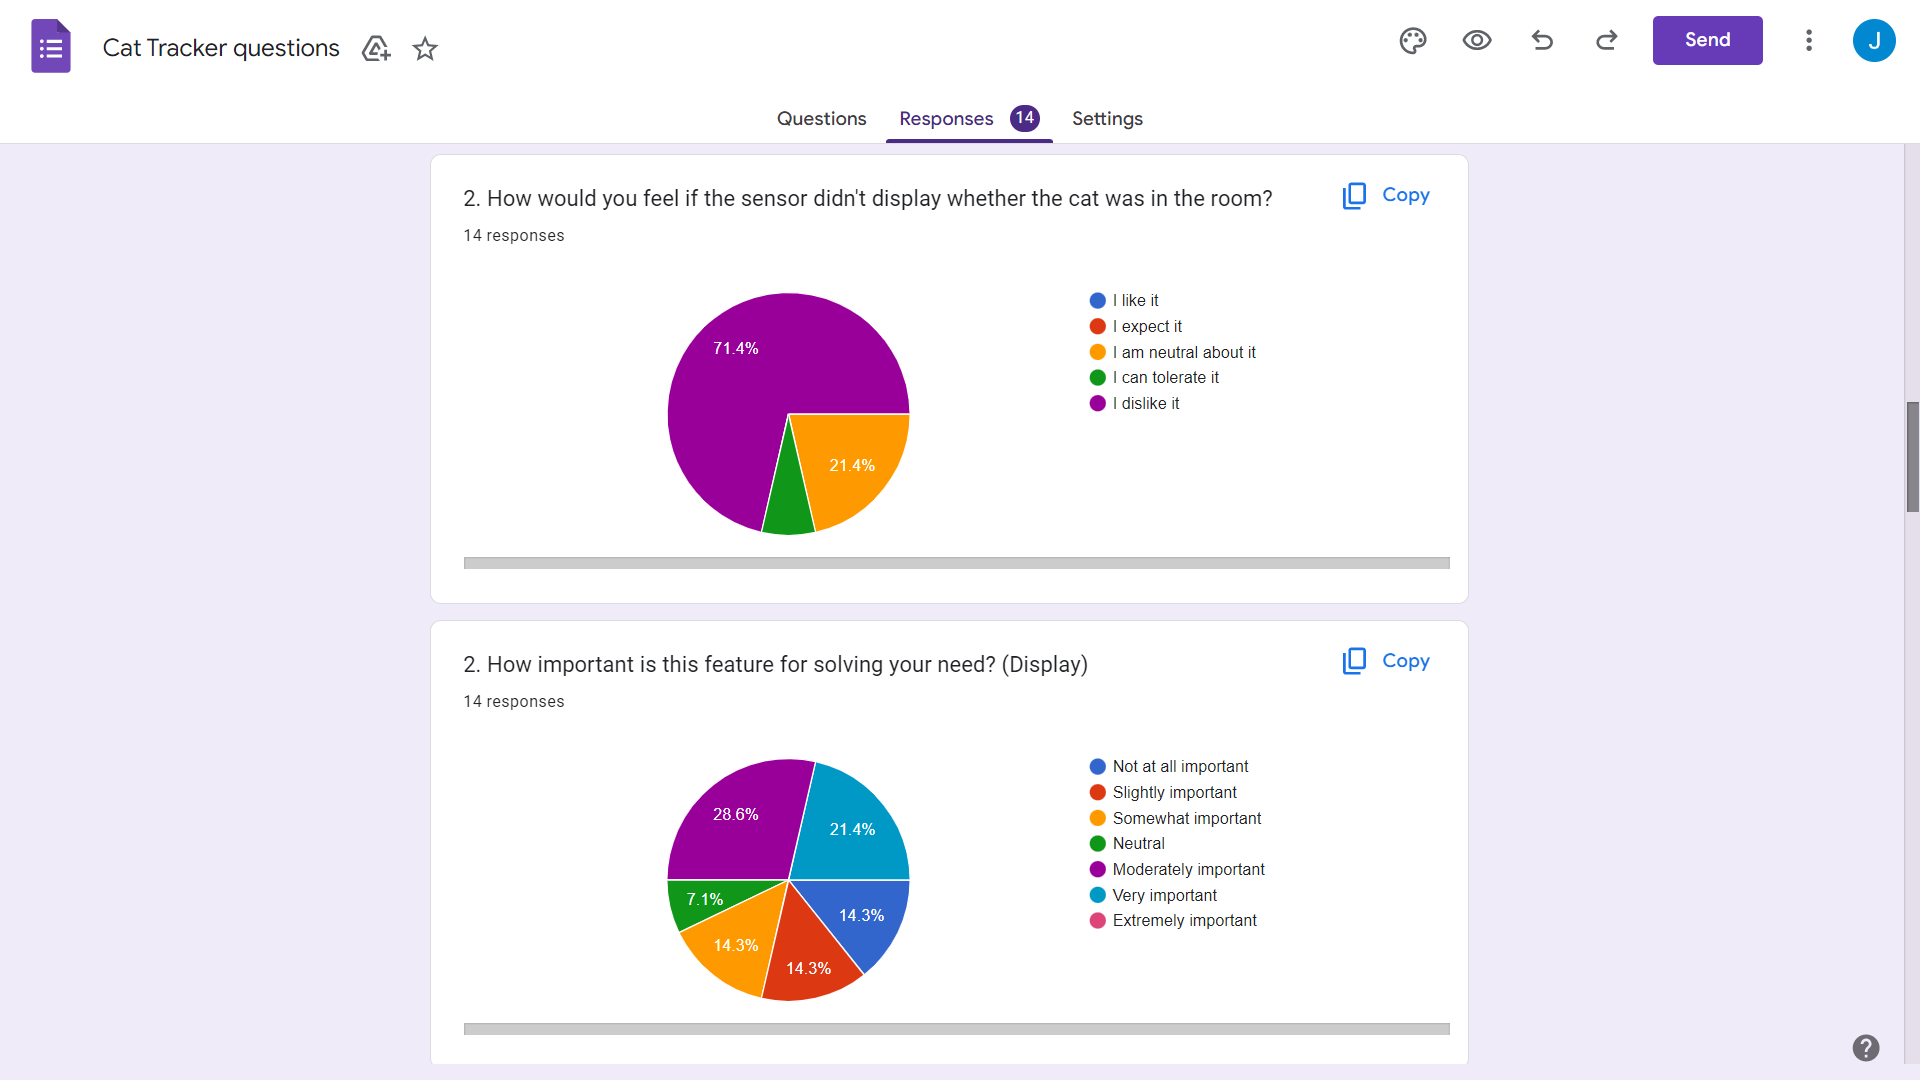 Cat Tracker questions
Send
J
Questions
Responses 14
Settings
2. How would you feel if the sensor didn't display whether the cat was in the room?
Copy
14 responses
71.4%
21.4%
I like it
I expect it
I am neutral about it
I can tolerate it
I dislike it
2. How important is this feature for solving your need? (Display)
Copy
14 responses
28.6%
21.4%
7.1%
14.3%
14.3%
14.3%
Not at all important
Slightly important
Somewhat important
Neutral
Moderately important
Very important
Extremely important
?